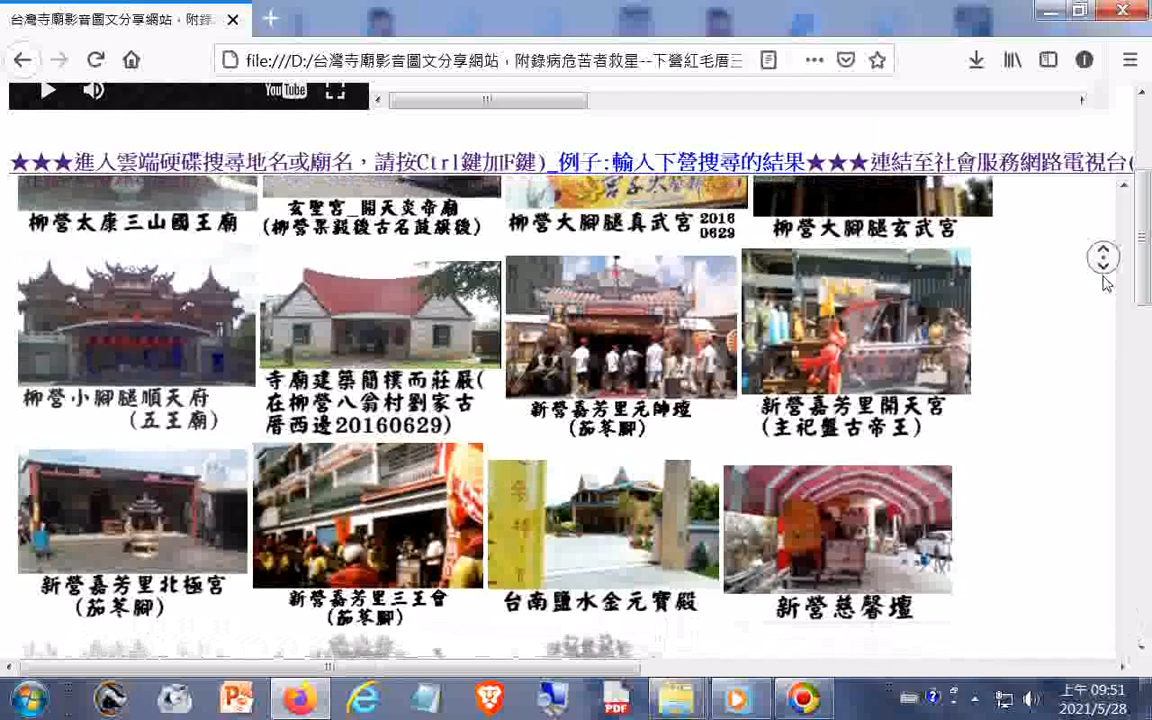 台灣寺廟影音圖文分享網站，附錄
file:///D:/台灣寺廟影音圖文分享網站，附錄病危苦者救星--下營紅毛厝三
YouTube
★★★進入雲端硬碟搜尋地名或廟名，請按Ctrl鍵加F鍵)_例子:輸入下營搜尋的結果★★★連結至社會服務網路電視台(
柳營太康三山國王廟
玄聖宮_開天炎帝廟
(柳營果毅後古名鼓旗後)
柳營大腳腿真武宮 2016
0629
柳營大腳腿玄武宮
柳營小腳腿順天府
(五王廟)
寺廟建築簡樸而莊嚴(
在柳營八翁村劉家古
厝西邊20160629)
新營嘉芳里元帥壇
(茄苳腳)
新營嘉芳里開天宮
(主祀盤古帝王)
新營嘉芳里北極宮
(茄苳腳)
新營嘉芳里三王會
(茄苳腳)
台南鹽水金元寶殿
新營慈馨壇
PDF
上午 09:51
2021/5/28